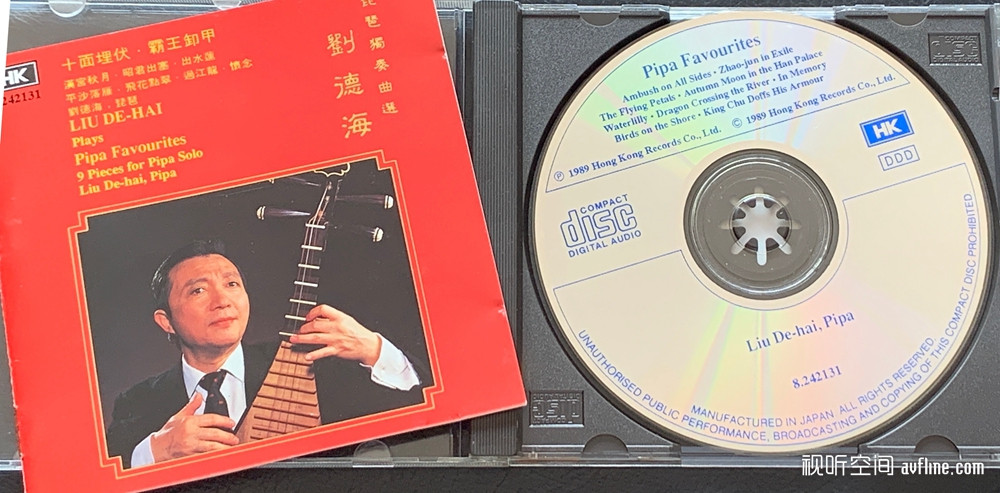 十面埋伏·霸王卸甲
漢宮秋月·昭君出塞·出水蓮
平沙落雁·飛花點翠·過江龍·懷念
劉德海·琵琶
LIU DE-HAI
Plays
Pipa Favourites
9 Pieces for Pipa Solo
Liu De-hai, Pipa
琵琶獨奏曲選
劉德海
HK
8.242131
Pipa Favourites
Ambush on All Sides • Zhao-jun in Exile
The Flying Petals • Autumn Moon in the Han Palace
Waterlilly • Dragon Crossing the River • In Memory
Birds on the Shore • King Chu Doffs His Armour
℗ 1989 Hong Kong Records Co., Ltd. © 1989 Hong Kong Records Co., Ltd.
HK
DDD
COMPACT
disc
DIGITAL AUDIO
Liu De-hai, Pipa
8.242131
UNAUTHORISED PUBLIC PERFORMANCE, BROADCASTING AND COPYING OF THIS COMPACT DISC PROHIBITED
MANUFACTURED IN JAPAN ALL RIGHTS RESERVED
视听空间 avfline.com